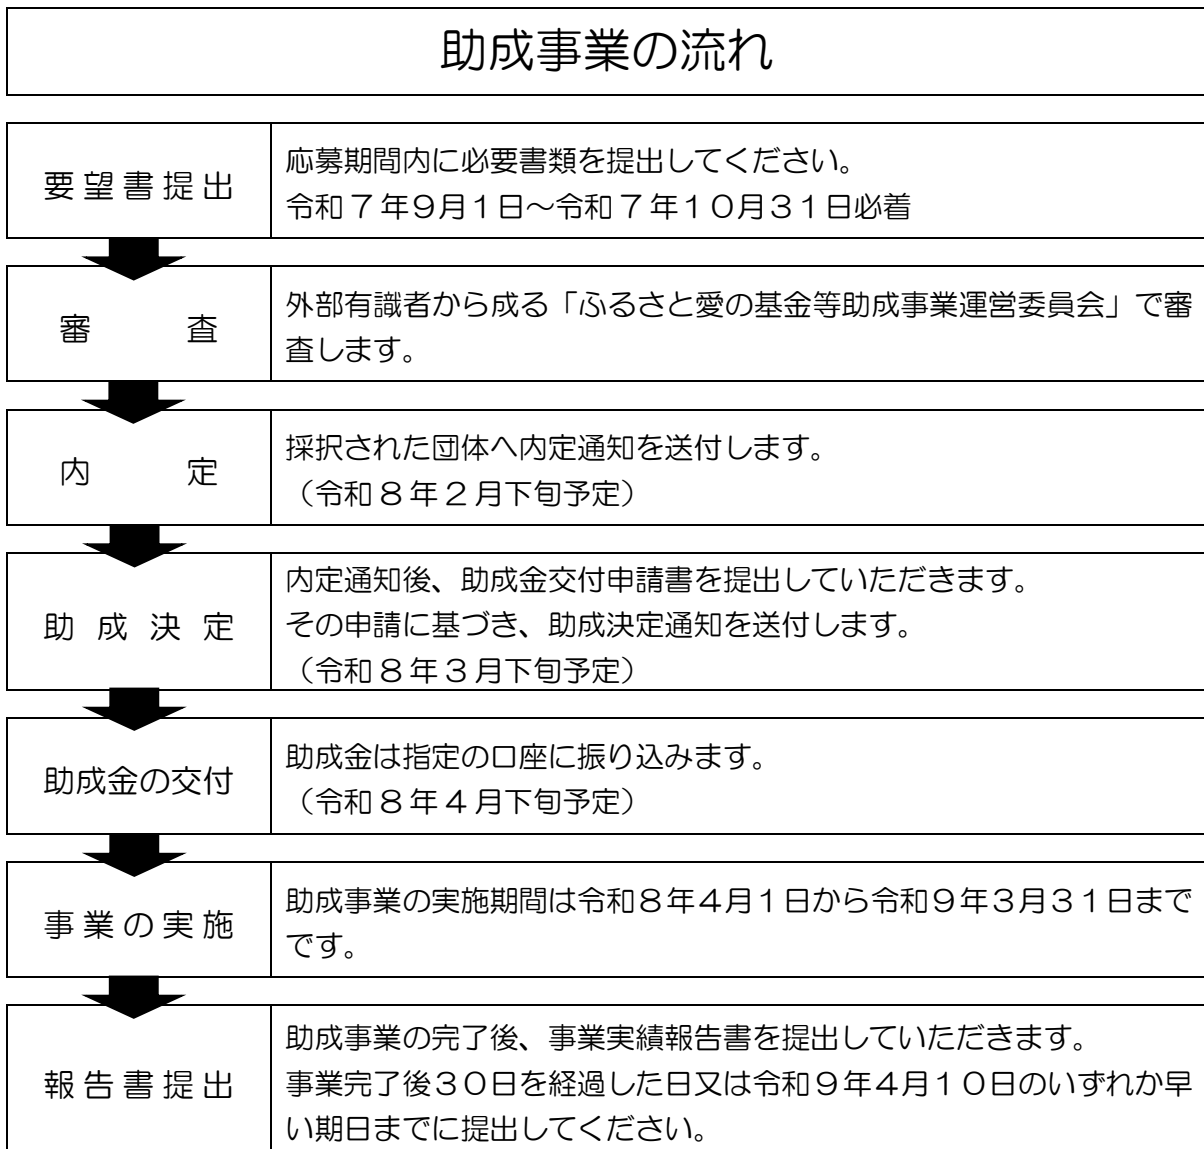 助成事業の流れ
要望書提出
応募期間内に必要書類を提出してください。
令和７年９月１日～令和７年１０月３１日必着
審査
外部有識者から成る「ふるさと愛の基金等助成事業運営委員会」で審
査します。
内定
採択された団体へ内定通知を送付します。
（令和８年２月下旬予定）
助成決定
内定通知後、助成金交付申請書を提出していただきます。
その申請に基づき、助成決定通知を送付します。
（令和８年３月下旬予定）
助成金の交付
助成金は指定の口座に振り込みます。
（令和８年４月下旬予定）
事業の実施
助成事業の実施期間は令和８年４月１日から令和９年３月３１日まで
です。
報告書提出
助成事業の完了後、事業実績報告書を提出していただきます。
事業完了後３０日を経過した日又は令和９年４月１０日のいずれか早
い期日までに提出してください。